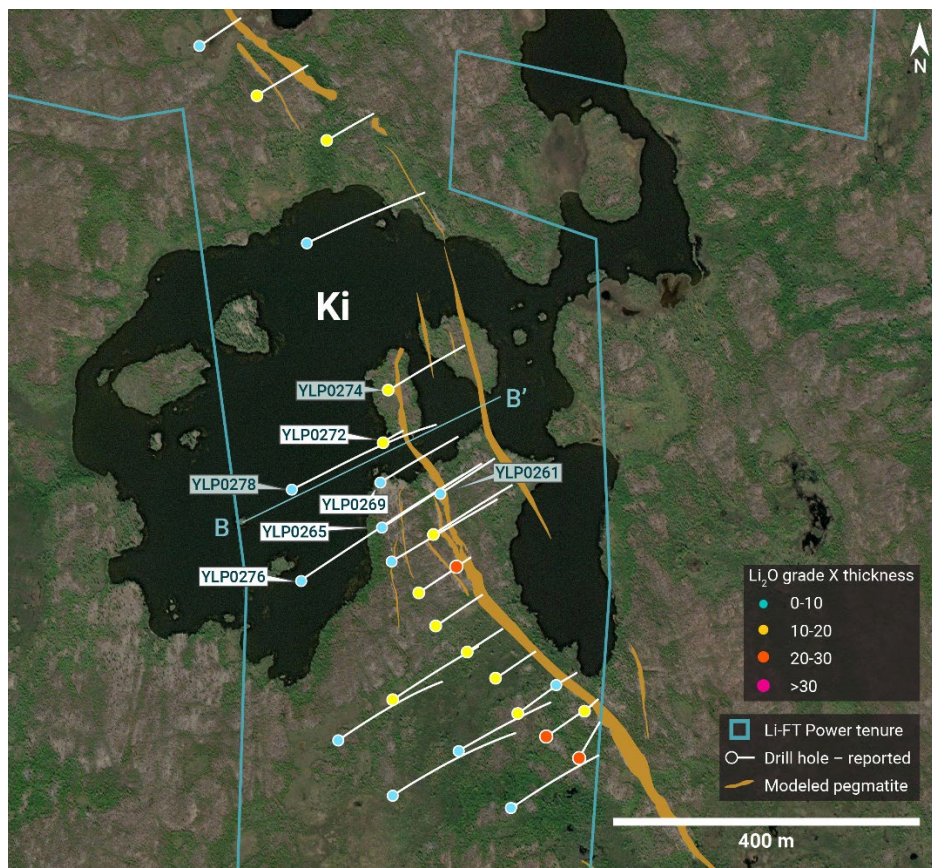 N
Ki
YLP0274
B'
YLP0272
YLP0278
YLP0261
YLP0269
B
YLP0265
YLP0276
Li₂O grade X thickness
0-10
10-20
20-30
>30
Li-FT Power tenure
Drill hole – reported
Modeled pegmatite
400 m